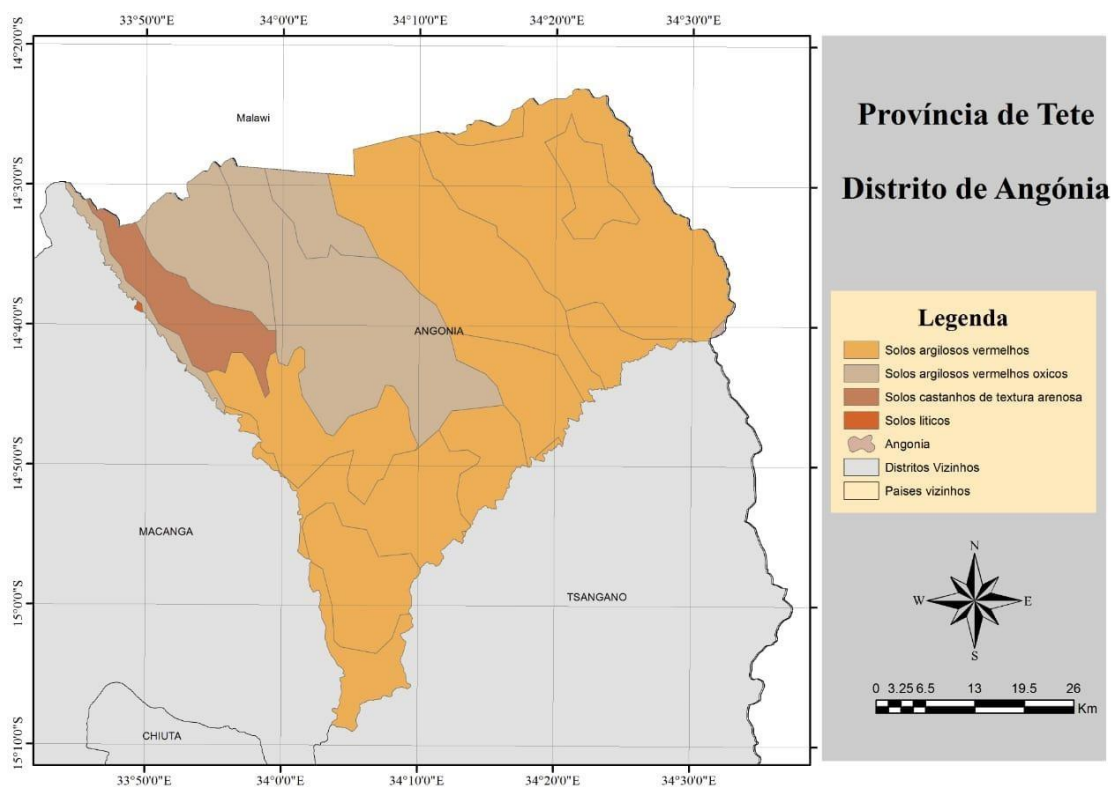 33°50'0"E 34°0'0"E 34°10'0"E 34°20'0"E 34°30'0"E
14°20'0"S
14°30'0"S
14°40'0"S
14°50'0"S
15°0'0"S
15°10'0"S
Malawi
ANGONIA
MACANGA
TSANGANO
CHIUTA
33°50'0"E 34°0'0"E 34°10'0"E 34°20'0"E 34°30'0"E
Província de Tete
Distrito de Angónia
Legenda
Solos argilosos vermelhos
Solos argilosos vermelhos oxicos
Solos castanhos de textura arenosa
Solos liticos
Angonia
Distritos Vizinhos
Paises vizinhos
N
W E
S
0 3.25 6.5 13 19.5 26
Km